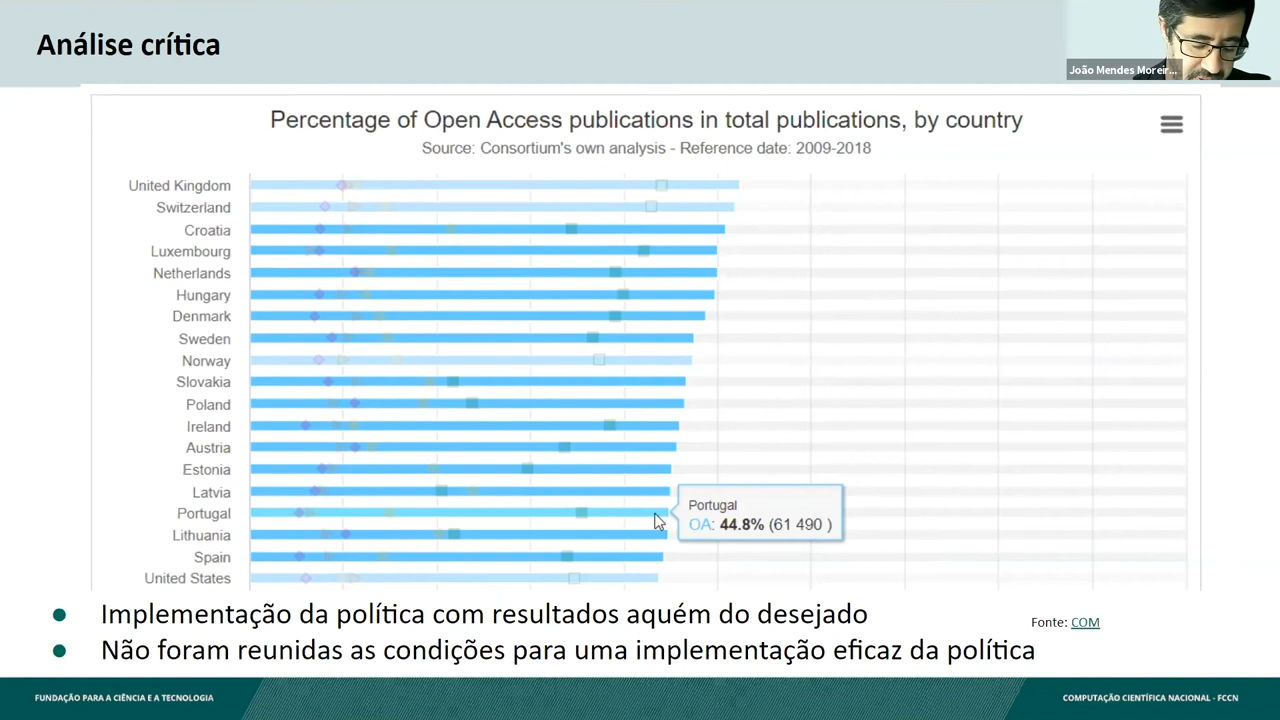 Análise crítica
João Mendes Moreir...
Percentage of Open Access publications in total publications, by country
Source: Consortium's own analysis - Reference date: 2009-2018
United Kingdom
Switzerland
Croatia
Luxembourg
Netherlands
Hungary
Denmark
Sweden
Norway
Slovakia
Poland
Ireland
Austria
Estonia
Latvia
Portugal
Lithuania
Spain
United States
Portugal
OA: 44.8% (61 490 )
● Implementação da política com resultados aquém do desejado
Fonte: COM
● Não foram reunidas as condições para uma implementação eficaz da política
FUNDAÇÃO PARA A CIÊNCIA E A TECNOLOGIA
COMPUTAÇÃO CIENTÍFICA NACIONAL - FCCN